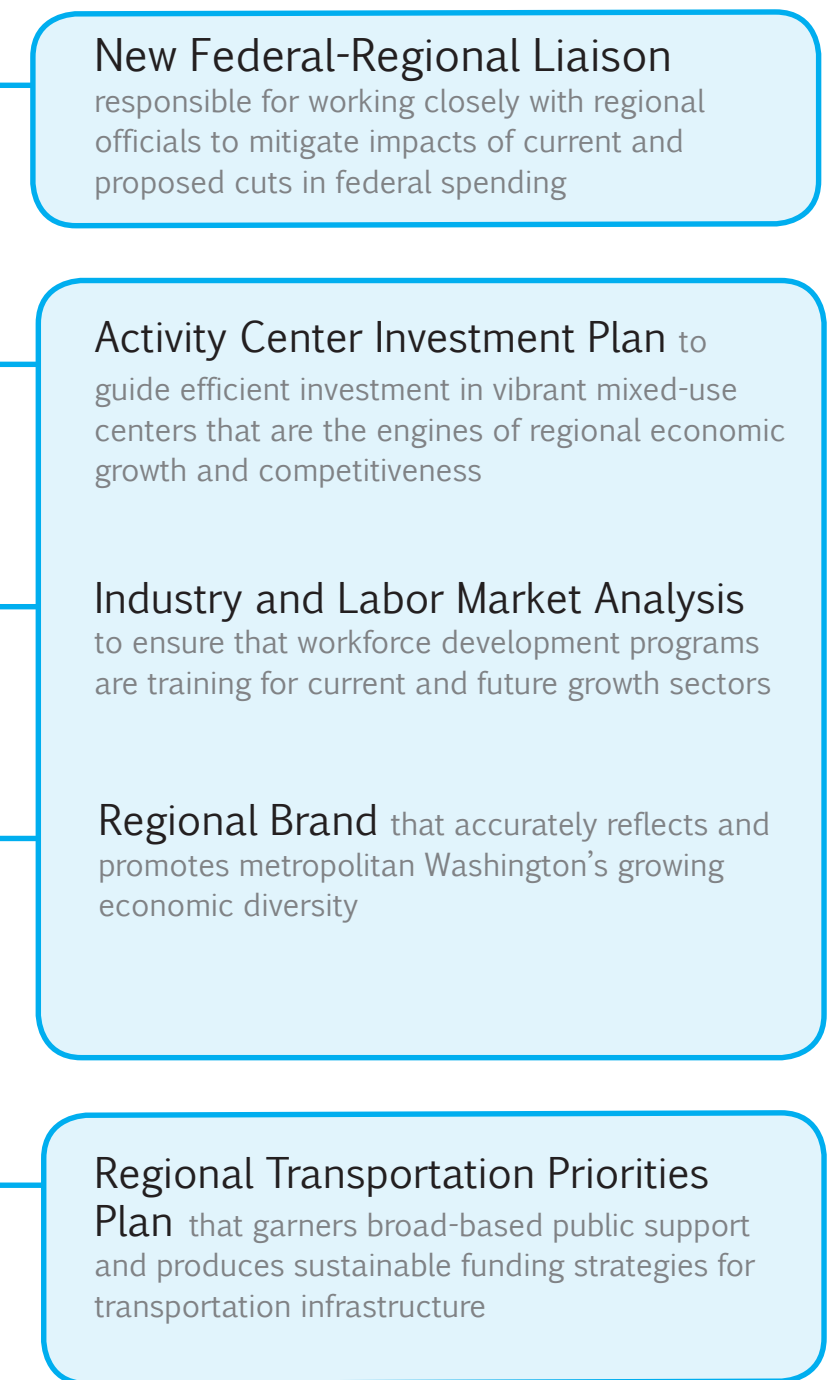 New Federal-Regional Liaison
responsible for working closely with regional
officials to mitigate impacts of current and
proposed cuts in federal spending
Activity Center Investment Plan to
guide efficient investment in vibrant mixed-use
centers that are the engines of regional economic
growth and competitiveness
Industry and Labor Market Analysis
to ensure that workforce development programs
are training for current and future growth sectors
Regional Brand that accurately reflects and
promotes metropolitan Washington's growing
economic diversity
Regional Transportation Priorities
Plan that garners broad-based public support
and produces sustainable funding strategies for
transportation infrastructure